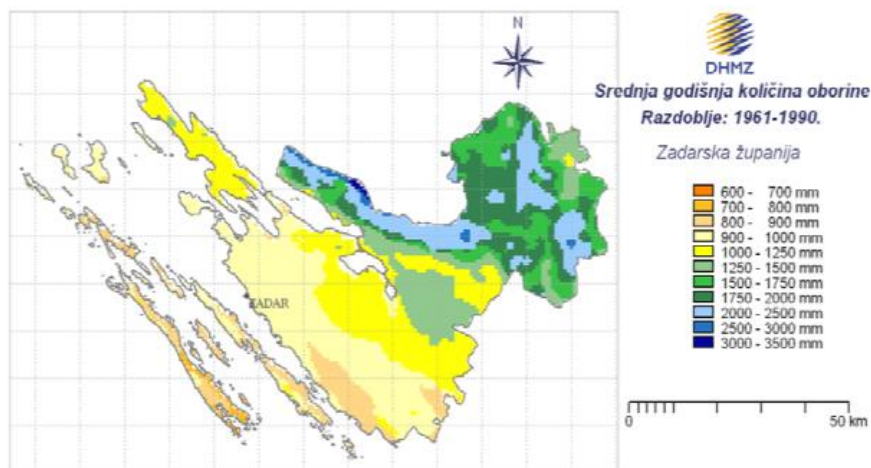 N
DHMZ
Srednja godišnja količina oborine
Razdoblje: 1961-1990.
Zadarska županija
600 - 700 mm
700 - 800 mm
800 - 900 mm
900 - 1000 mm
1000 - 1250 mm
1250 - 1500 mm
1500 - 1750 mm
1750 - 2000 mm
2000 - 2500 mm
2500 - 3000 mm
3000 - 3500 mm
ZADAR
0 50 km